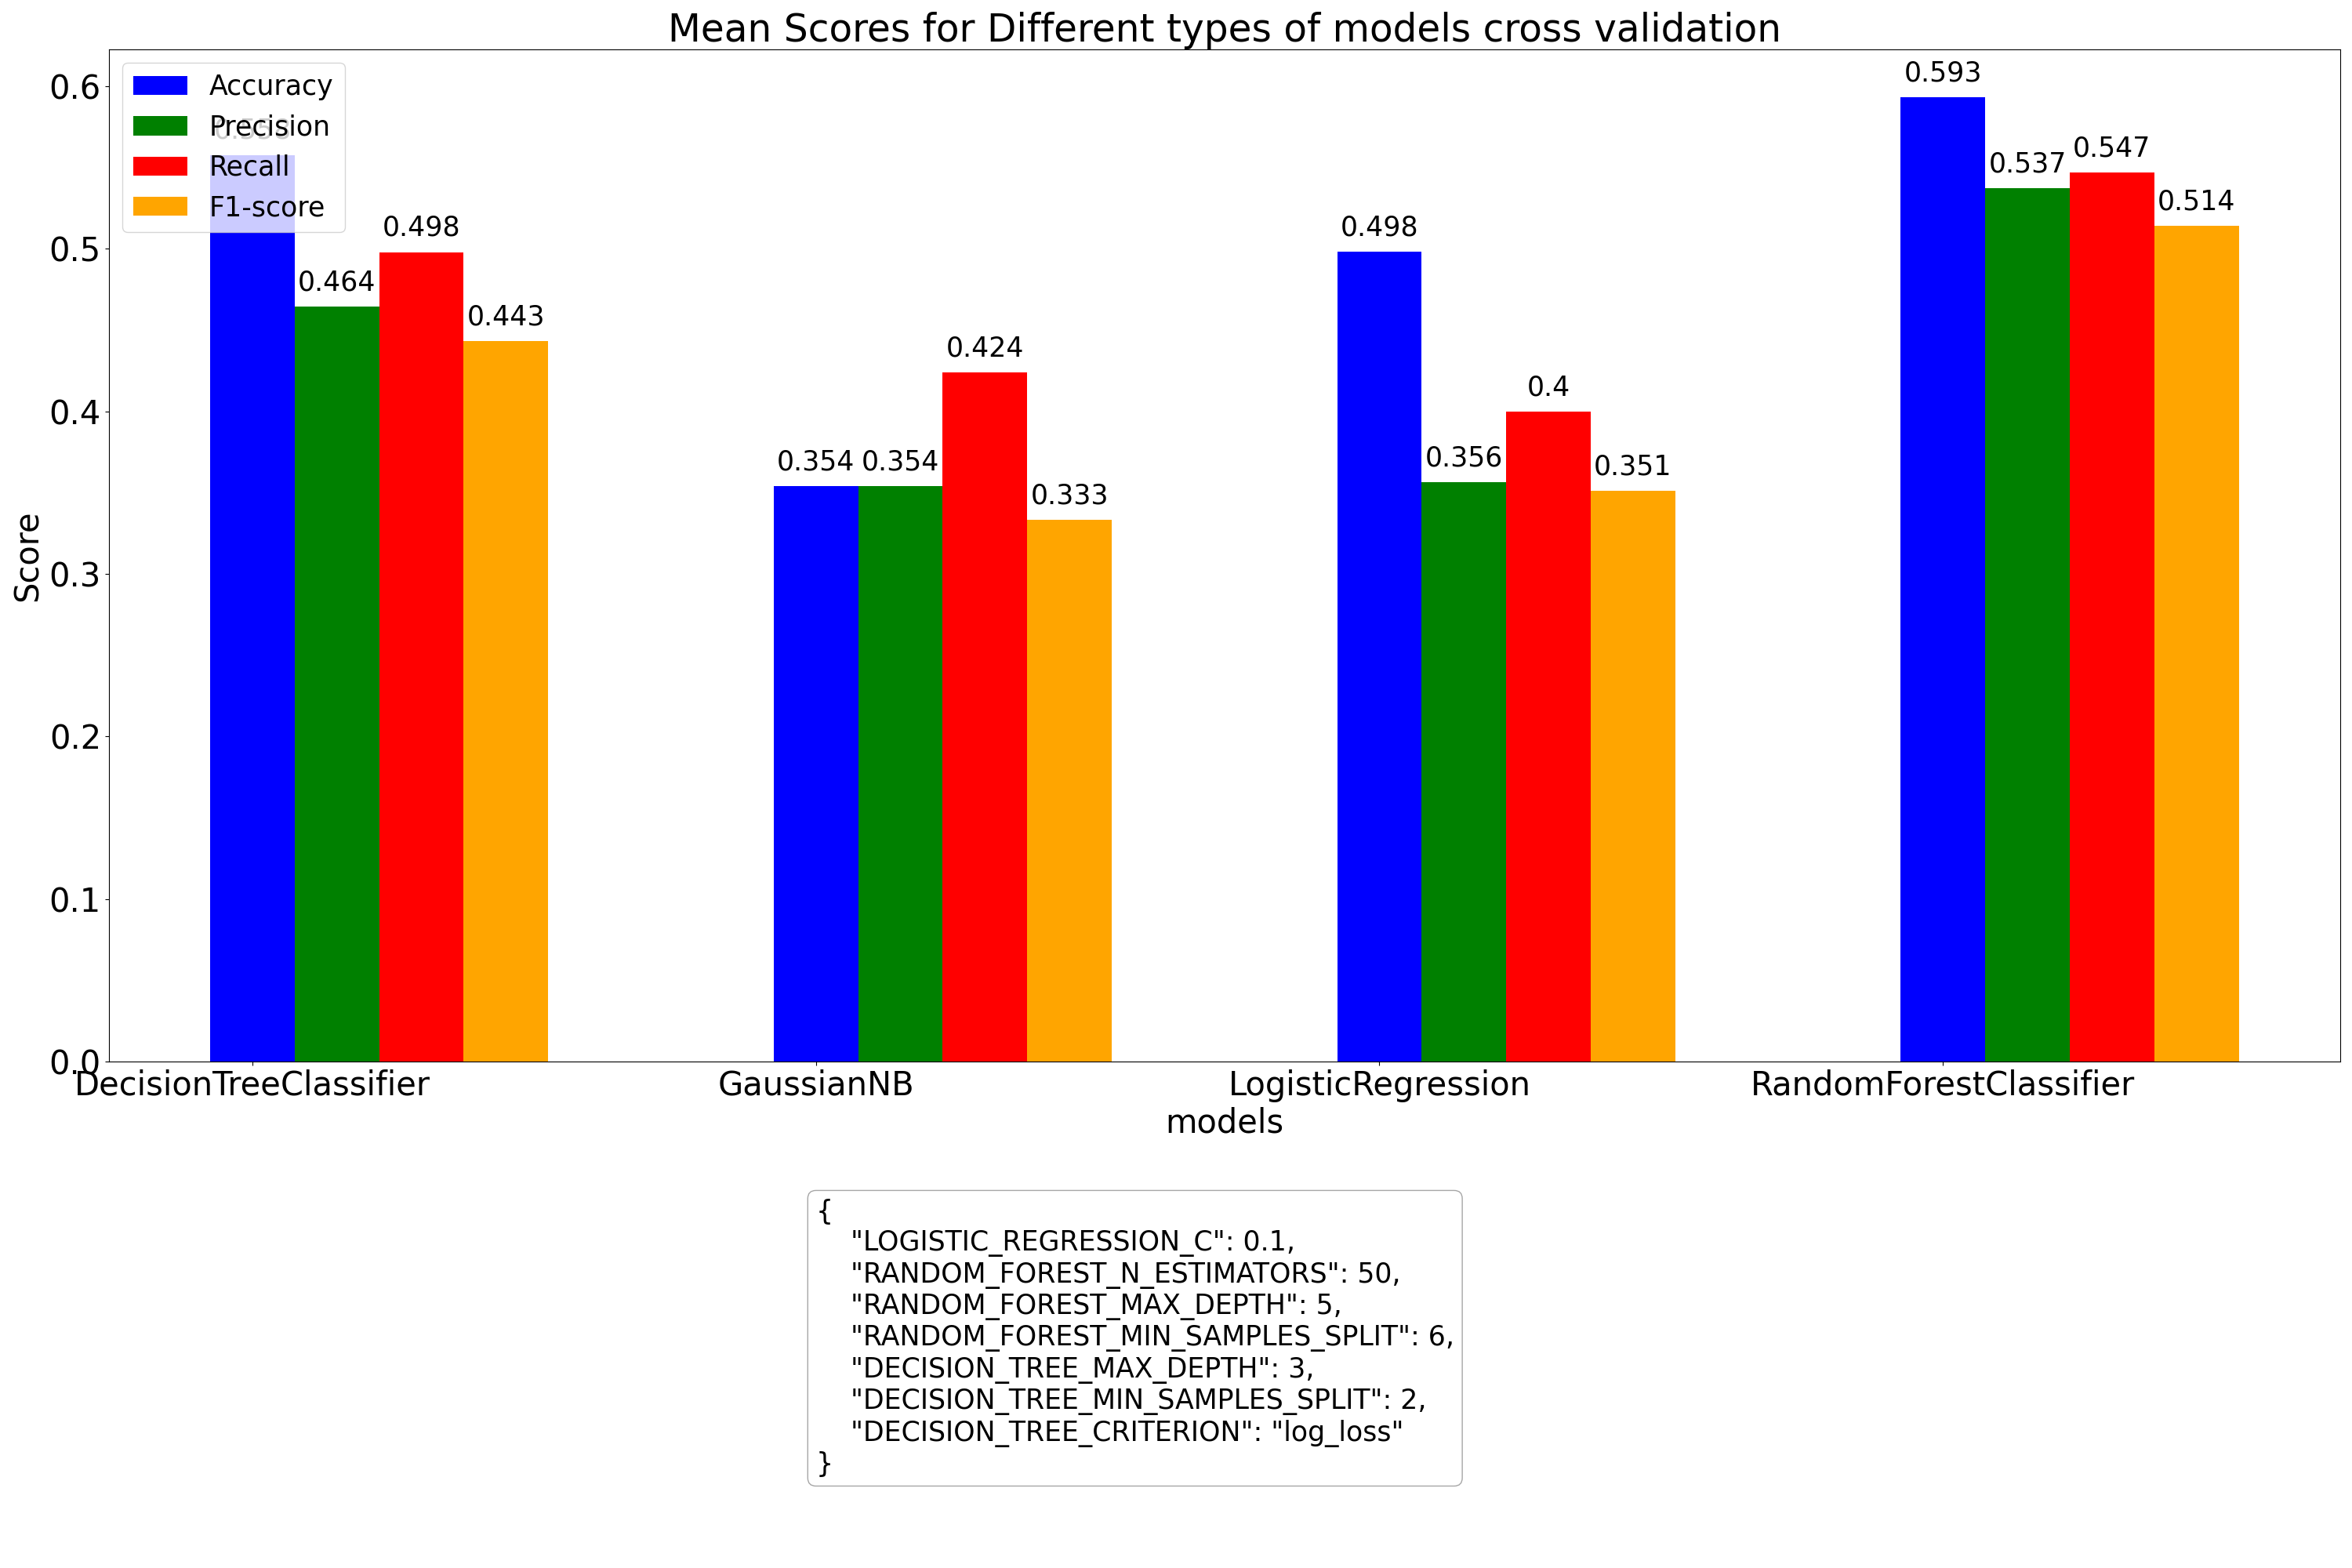 Mean Scores for Different types of models cross validation
Accuracy
Precision
Recall
F1-score
0.6
0.5
0.4
0.3
0.2
0.1
0.0
Score
0.558
0.464
0.498
0.443
0.354
0.354
0.424
0.333
0.498
0.356
0.4
0.351
0.593
0.537
0.547
0.514
DecisionTreeClassifier
GaussianNB
LogisticRegression
RandomForestClassifier
models
{
"LOGISTIC_REGRESSION_C": 0.1,
"RANDOM_FOREST_N_ESTIMATORS": 50,
"RANDOM_FOREST_MAX_DEPTH": 5,
"RANDOM_FOREST_MIN_SAMPLES_SPLIT": 6,
"DECISION_TREE_MAX_DEPTH": 3,
"DECISION_TREE_MIN_SAMPLES_SPLIT": 2,
"DECISION_TREE_CRITERION": "log_loss"
}